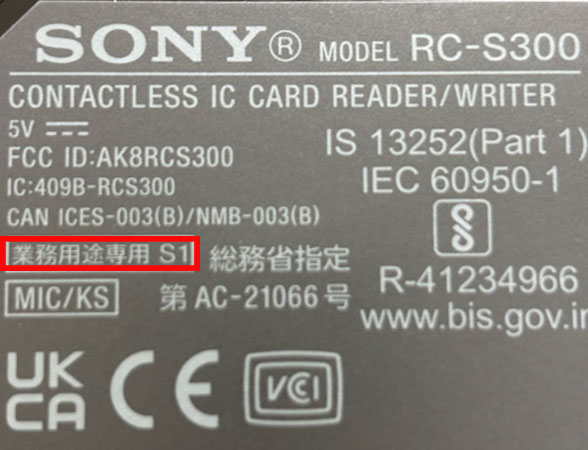 SONY® MODEL RC-S300
CONTACTLESS IC CARD READER/WRITER
5V
FCC ID:AK8RCS300
IC:409B-RCS300
CAN ICES-003(B)/NMB-003(B)
業務用途専用 S1
MIC/KS
総務省指定
第 AC-21066 号
IS 13252(Part 1)
IEC 60950-1
R-41234966
www.bis.gov.in
UK
CA
CE
VCCI